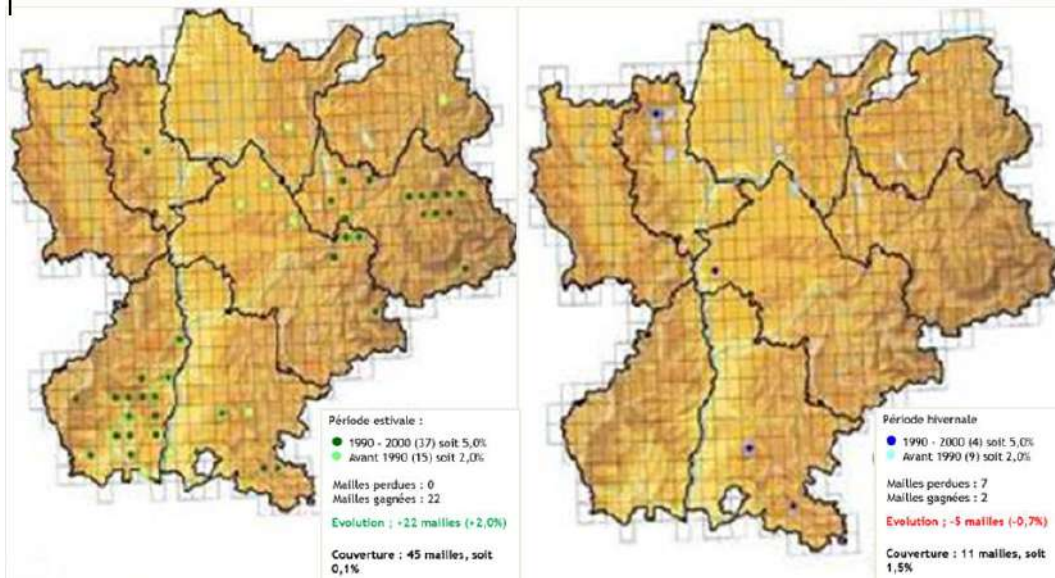 Période estivale :
1990 - 2000 (37) soit 5,0%
Avant 1990 (15) soit 2,0%
Mailles perdues : 0
Mailles gagnées : 22
Evolution ; +22 mailles (+2,0%)
Couverture : 45 mailles, soit
0,1%
Période hivernale
1990 - 2000 (4) soit 5,0%
Avant 1990 (9) soit 2,0%
Mailles perdues : 7
Mailles gagnées : 2
Evolution ; -5 mailles (-0,7%)
Couverture : 11 mailles, soit
1,5%